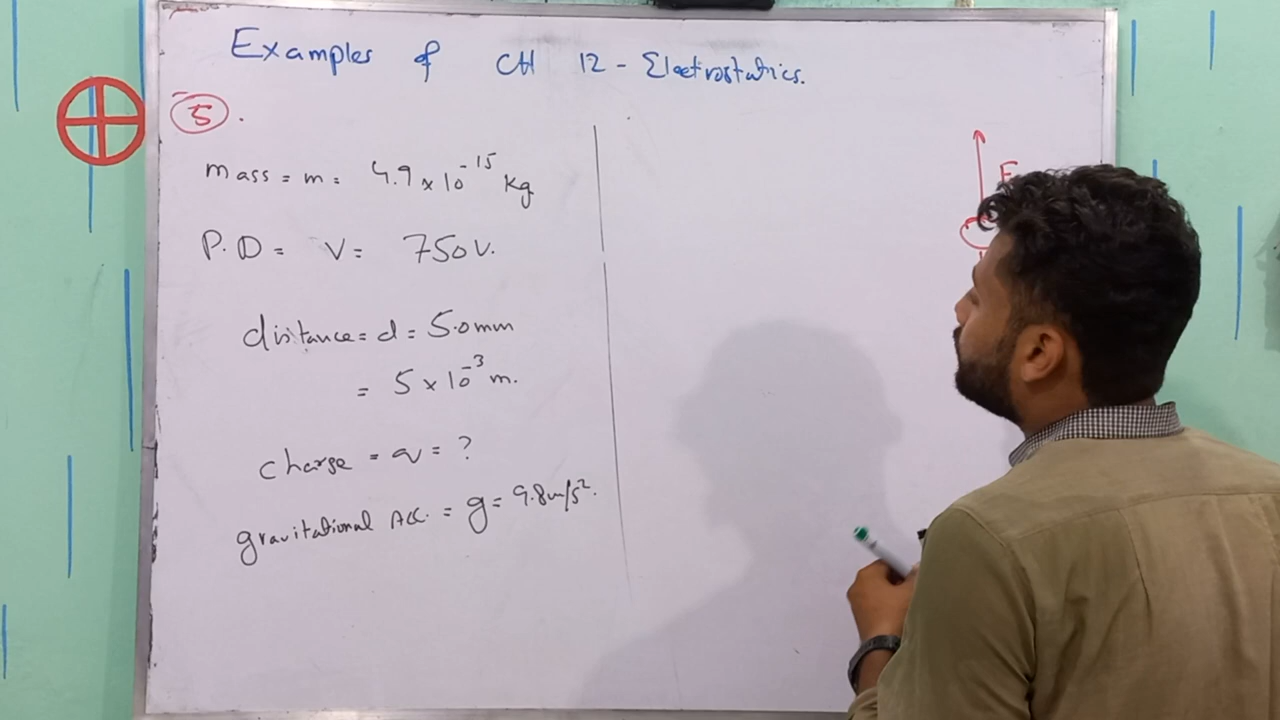 Examples of CH 12 - Electrostatics.
5.
mass = m = 4.9 x 10^-15 Kg
P.D = V = 750V.
distance = d = 5.0mm
= 5 x 10^-3 m.
charge = q = ?
gravitational Acc. = g = 9.8m/s².
F